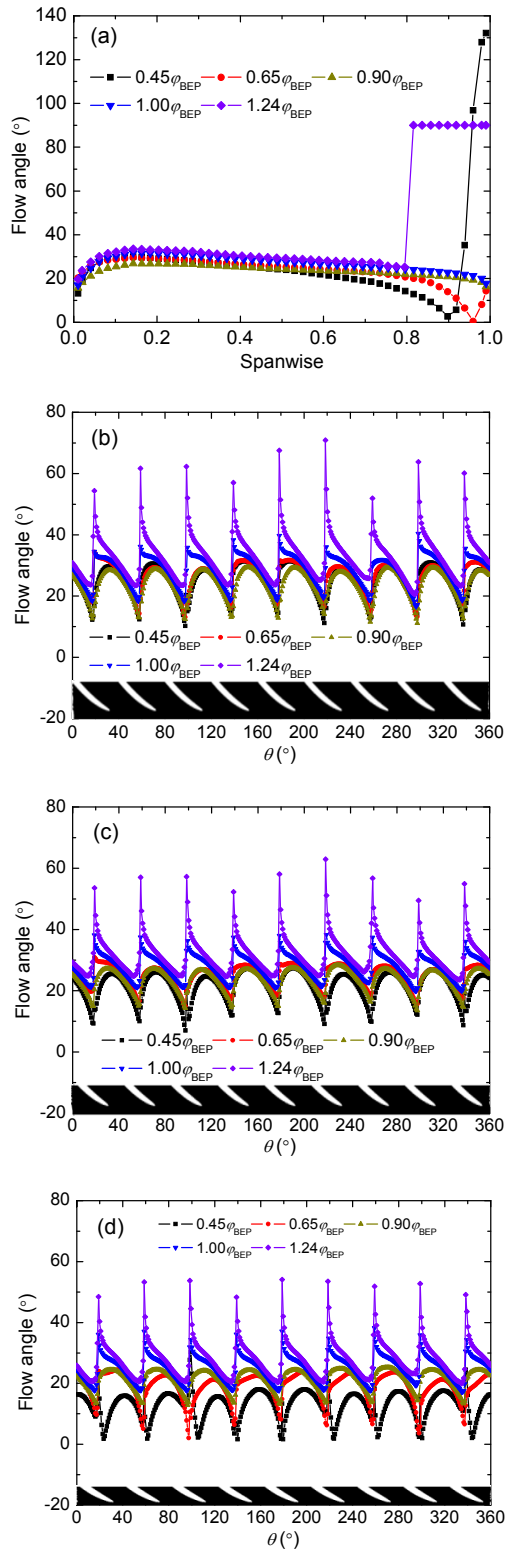 (a)
0.45φBEP 0.65φBEP 0.90φBEP
1.00φBEP 1.24φBEP
Flow angle (°)
140
120
100
80
60
40
20
0
0.0 0.2 0.4 0.6 0.8 1.0
Spanwise
(b)
80
60
40
20
0
-20
Flow angle (°)
0.45φBEP 0.65φBEP 0.90φBEP
1.00φBEP 1.24φBEP
0 40 80 120 160 200 240 280 320 360
θ (°)
(c)
80
60
40
20
0
-20
Flow angle (°)
0.45φBEP 0.65φBEP 0.90φBEP
1.00φBEP 1.24φBEP
0 40 80 120 160 200 240 280 320 360
θ (°)
(d)
0.45φBEP 0.65φBEP 0.90φBEP
1.00φBEP 1.24φBEP
80
60
40
20
0
-20
Flow angle (°)
0 40 80 120 160 200 240 280 320 360
θ (°)